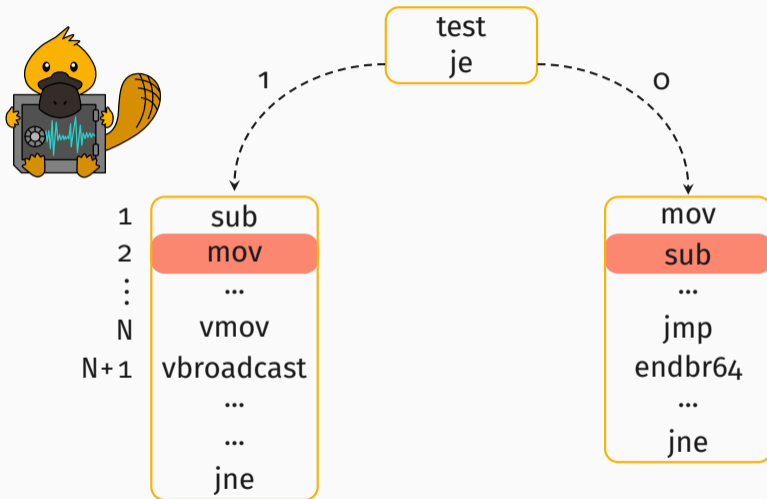 test
je
1
0
1 sub
2 mov
⋮ ...
N vmov
N+1 vbroadcast
...
...
jne
mov
sub
...
jmp
endbr64
...
jne